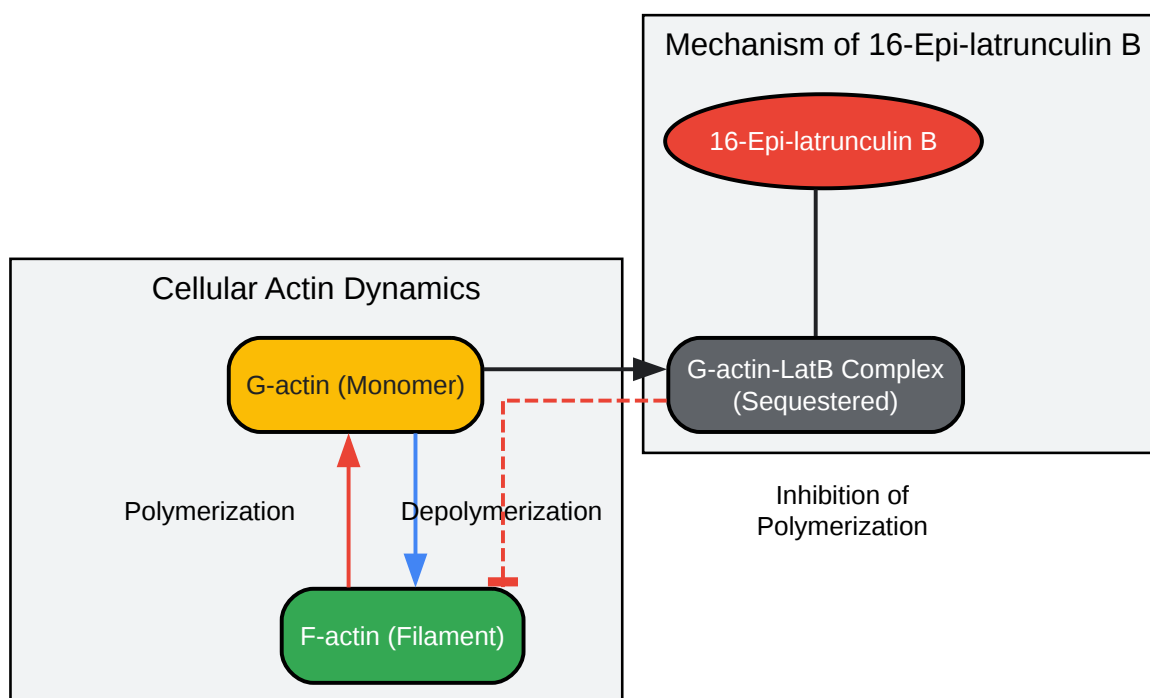 Mechanism of 16-Epi-latrunculin B
16-Epi-latrunculin B
Cellular Actin Dynamics
G-actin (Monomer)
G-actin-LatB Complex
(Sequestered)
Polymerization
Depolymerization
Inhibition of
Polymerization
F-actin (Filament)